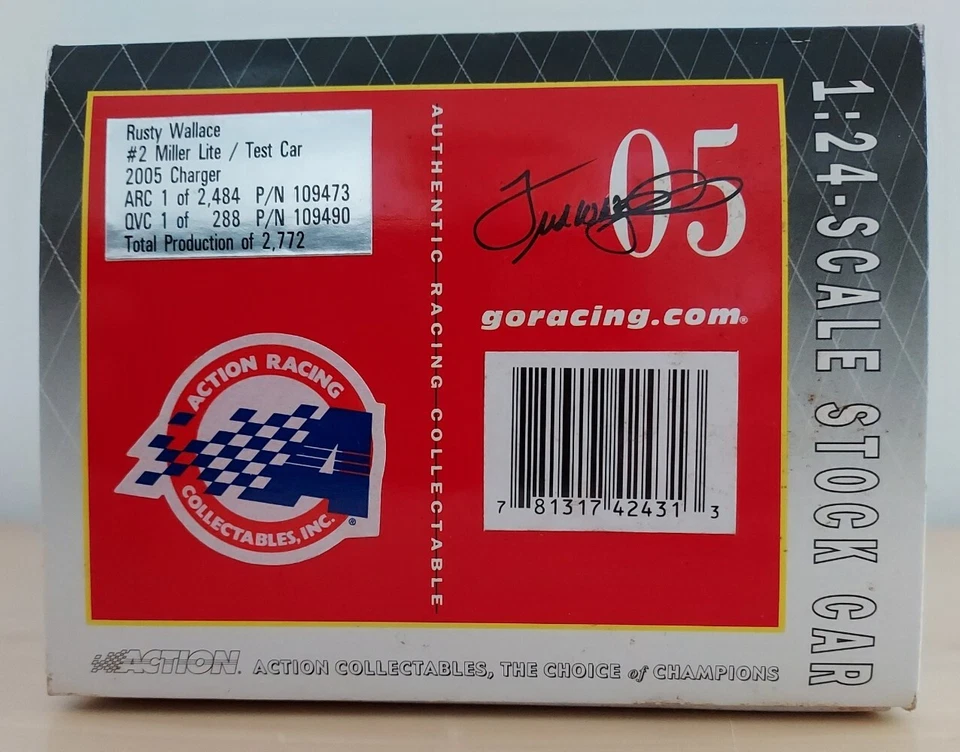 Rusty Wallace
#2 Miller Lite / Test Car
2005 Charger
ARC 1 of 2,484 P/N 109473
QVC 1 of 288 P/N 109490
Total Production of 2,772
AUTHENTIC RACING COLLECTABLE
05
goracing.com®
7 81317 42431 3
ACTION RACING
COLLECTABLES, INC.®
1:24-SCALE STOCK CAR
ACTION. ACTION COLLECTABLES, THE CHOICE of CHAMPIONS